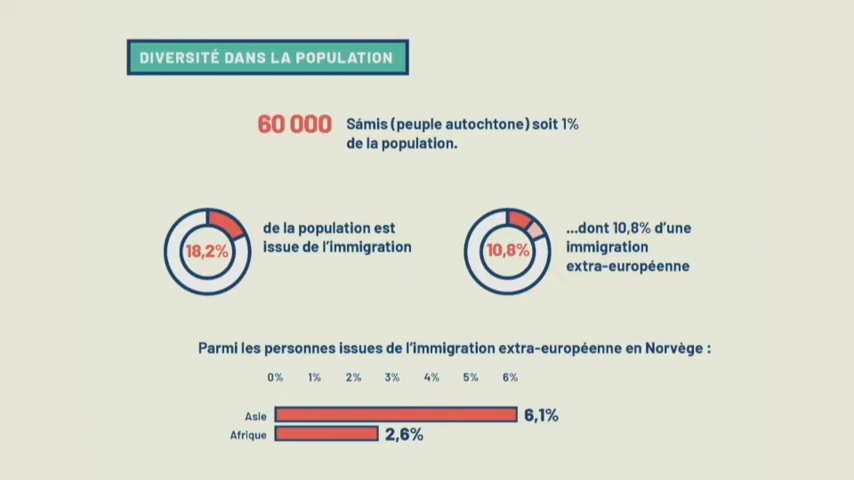 DIVERSITÉ DANS LA POPULATION
60 000 Sámis (peuple autochtone) soit 1%
de la population.
18,2%
de la population est
issue de l'immigration
10,8%
...dont 10,8% d'une
immigration
extra-européenne
Parmi les personnes issues de l'immigration extra-européenne en Norvège :
0% 1% 2% 3% 4% 5% 6%
Asie 6,1%
Afrique 2,6%